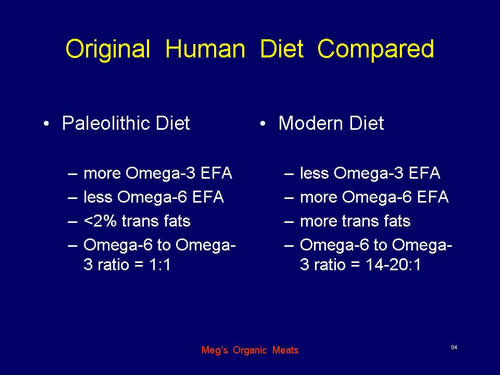 Original Human Diet Compared
• Paleolithic Diet
– more Omega-3 EFA
– less Omega-6 EFA
– <2% trans fats
– Omega-6 to Omega-
3 ratio = 1:1
• Modern Diet
– less Omega-3 EFA
– more Omega-6 EFA
– more trans fats
– Omega-6 to Omega-
3 ratio = 14-20:1
Meg's Organic Meats
84